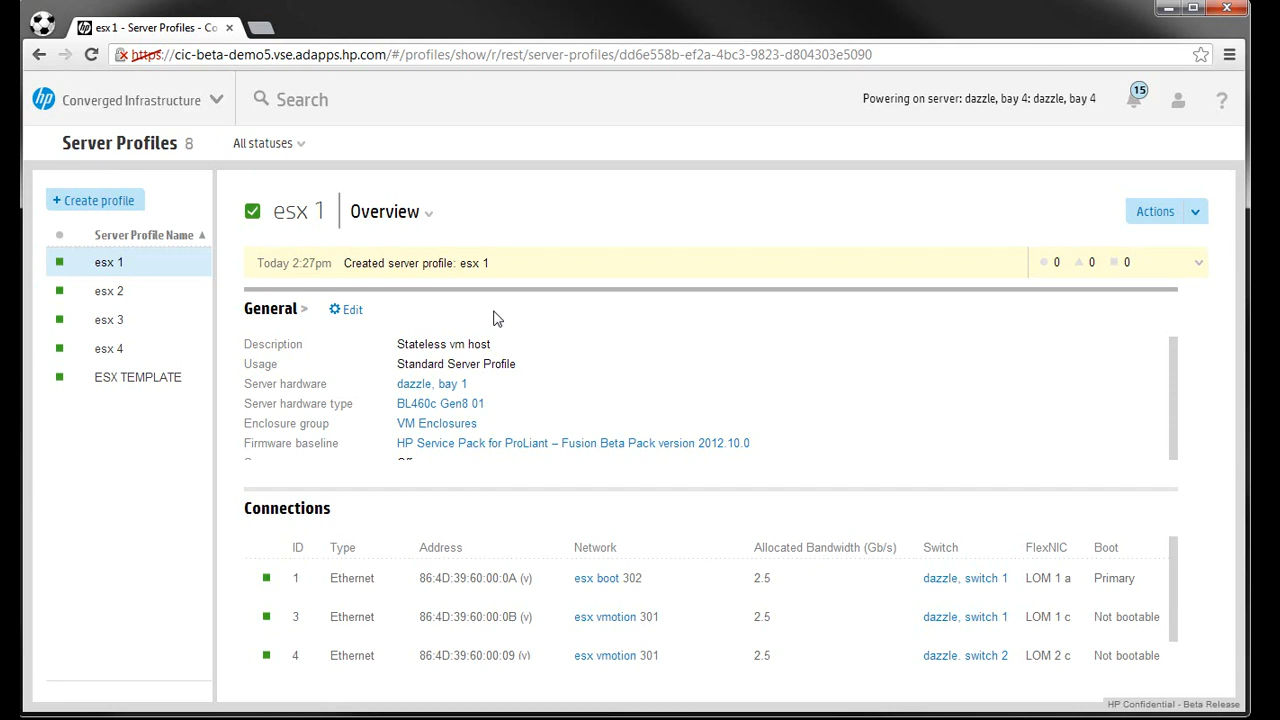 esx 1 - Server Profiles - Co
https://cic-beta-demo5.vse.adapps.hp.com/#/profiles/show/r/rest/server-profiles/dd6e558b-ef2a-4bc3-9823-d804303e5090
hp Converged Infrastructure Search Powering on server: dazzle, bay 4: dazzle, bay 4 15 ?
Server Profiles 8 All statuses
+ Create profile
Server Profile Name
esx 1
esx 2
esx 3
esx 4
ESX TEMPLATE
esx 1 Overview Actions
Today 2:27pm Created server profile: esx 1 0 0 0
General > Edit
Description Stateless vm host
Usage Standard Server Profile
Server hardware dazzle, bay 1
Server hardware type BL460c Gen8 01
Enclosure group VM Enclosures
Firmware baseline HP Service Pack for ProLiant – Fusion Beta Pack version 2012.10.0
Connections
ID Type Address Network Allocated Bandwidth (Gb/s) Switch FlexNIC Boot
1 Ethernet 86:4D:39:60:00:0A (v) esx boot 302 2.5 dazzle, switch 1 LOM 1 a Primary
3 Ethernet 86:4D:39:60:00:0B (v) esx vmotion 301 2.5 dazzle, switch 1 LOM 1 c Not bootable
4 Ethernet 86:4D:39:60:00:09 (v) esx vmotion 301 2.5 dazzle, switch 2 LOM 2 c Not bootable
HP Confidential - Beta Release